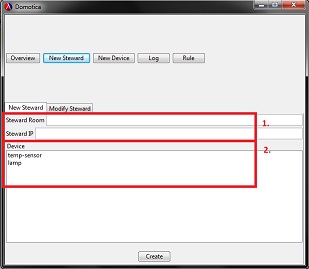 Domotica
Overview New Steward New Device Log Rule
New Steward Modify Steward
Steward Room 1.
Steward IP
Device 2.
temp-sensor
lamp
Create